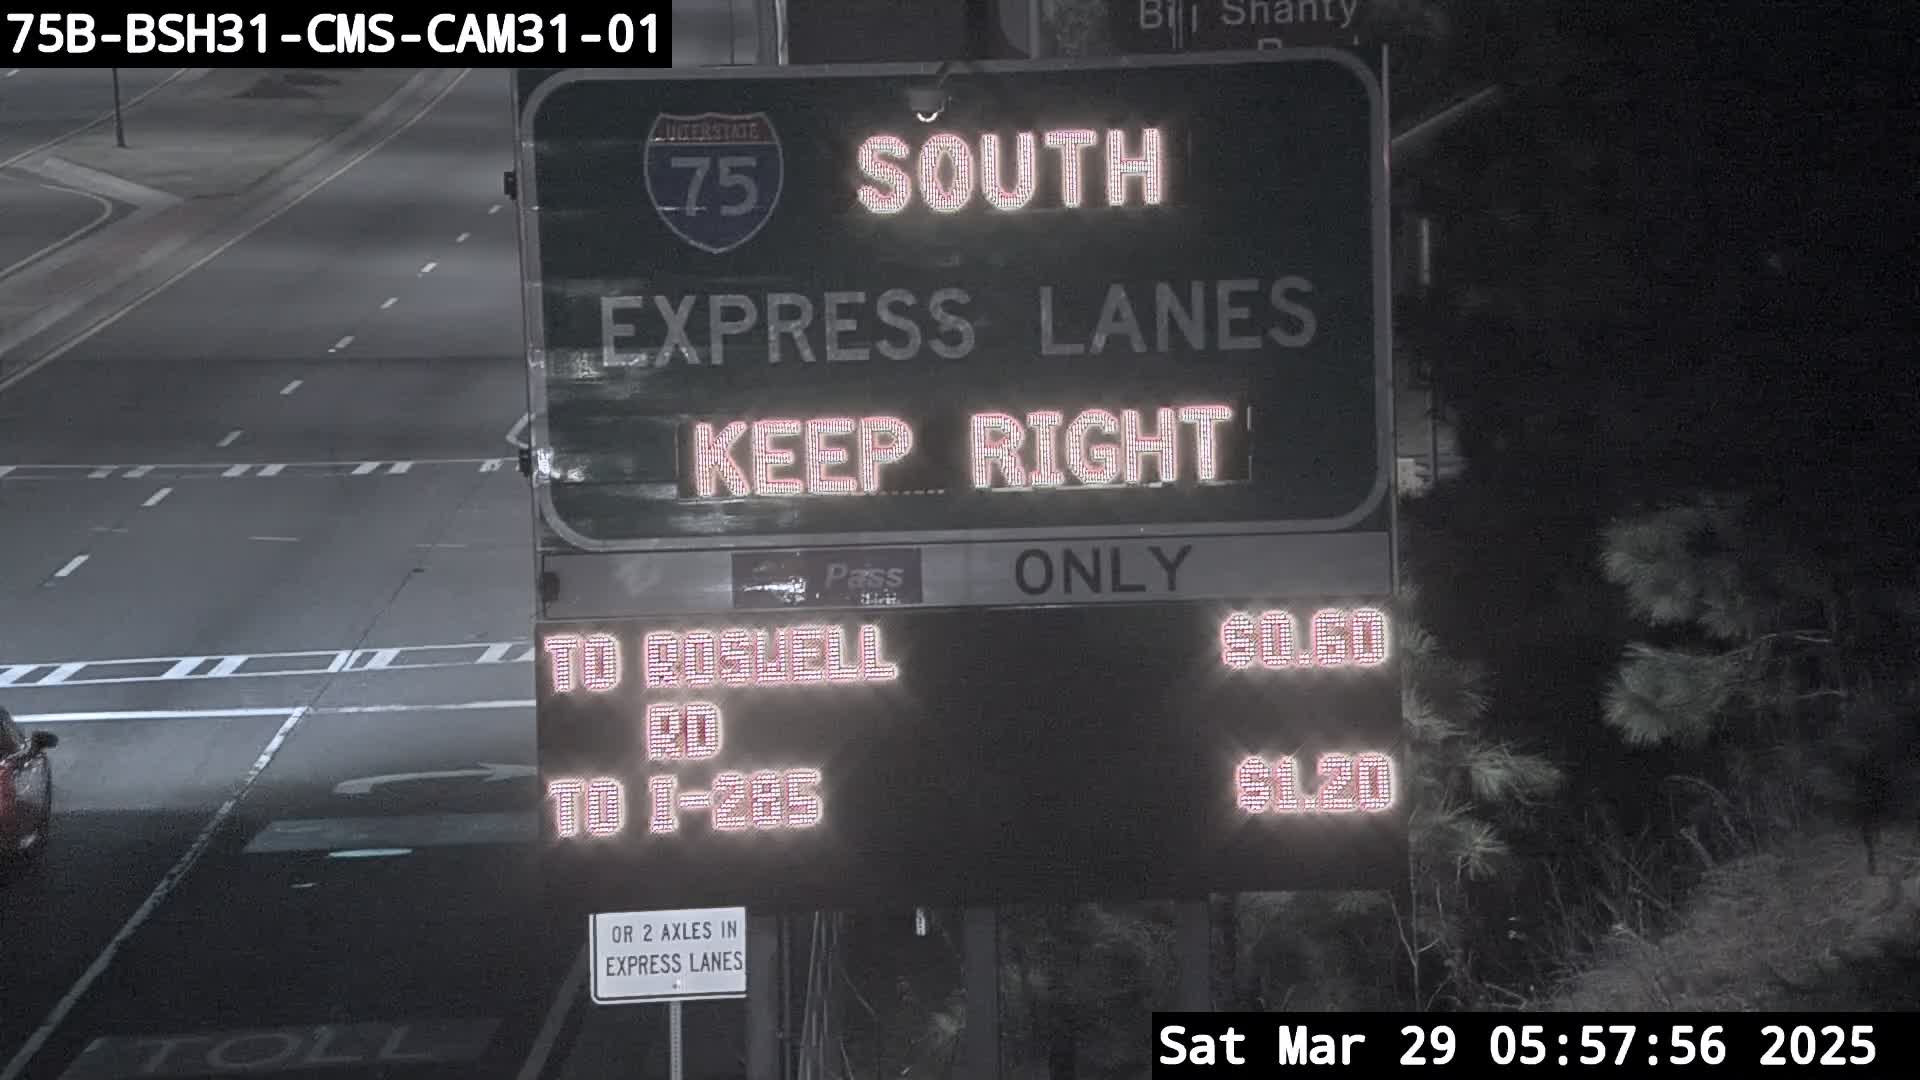 75B-BSH31-CMS-CAM31-01
Shanty
INTERSTATE
75
SOUTH
EXPRESS LANES
KEEP RIGHT
Pass
ONLY
TO ROSWELL
$0.60
RD
TO I-285
$1.20
OR 2 AXLES IN
EXPRESS LANES
TOLL
Sat Mar 29 05:57:56 2025